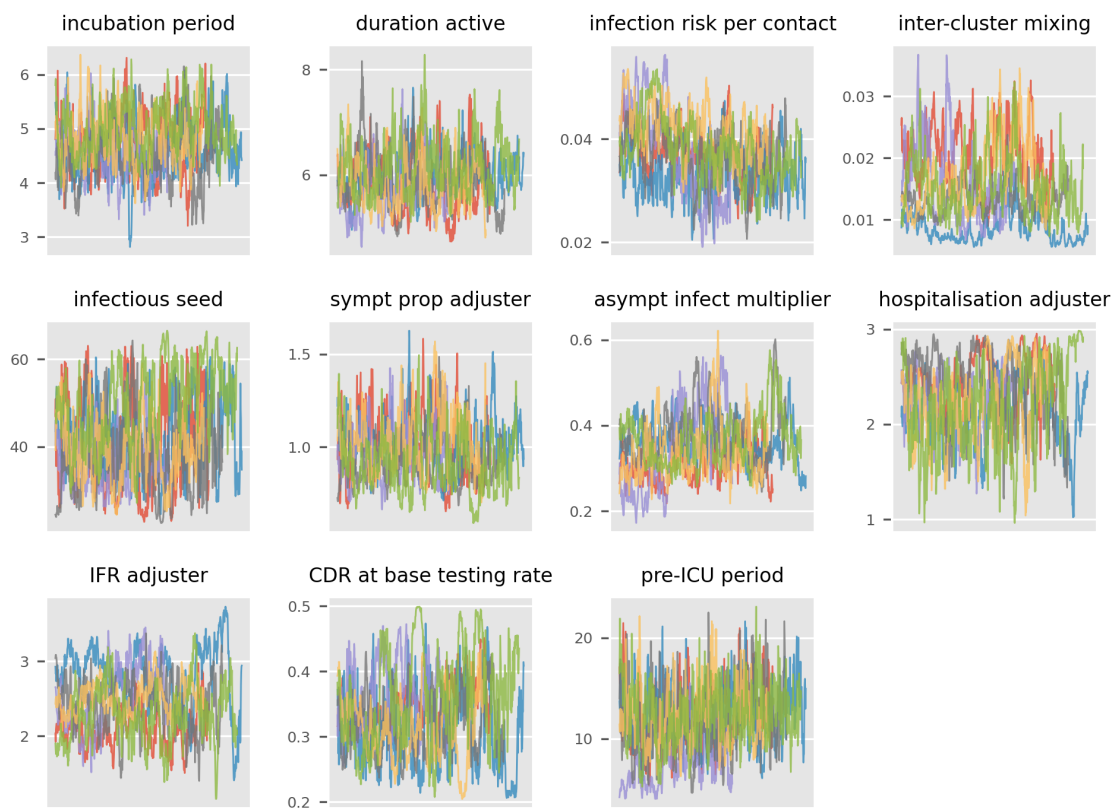 incubation period
duration active
infection risk per contact
inter-cluster mixing
6
5
4
3
8
6
0.04
0.02
0.03
0.02
0.01
infectious seed
sympt prop adjuster
asympt infect multiplier
hospitalisation adjuster
60
40
1.5
1.0
0.6
0.4
0.2
3
2
1
IFR adjuster
CDR at base testing rate
pre-ICU period
3
2
0.5
0.4
0.3
0.2
20
10